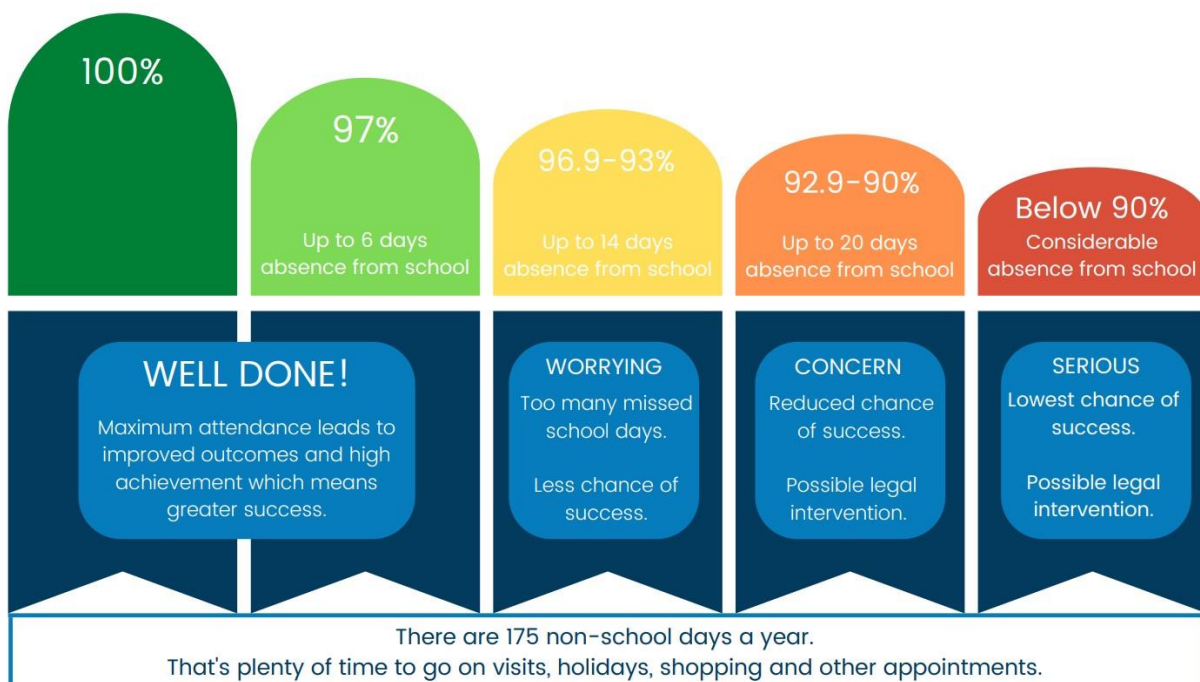 100%
97%
Up to 6 days
absence from school
96.9-93%
Up to 14 days
absence from school
92.9-90%
Up to 20 days
absence from school
Below 90%
Considerable
absence from school
WELL DONE!
Maximum attendance leads to
improved outcomes and high
achievement which means
greater success.
WORRYING
Too many missed
school days.
Less chance of
success.
CONCERN
Reduced chance
of success.
Possible legal
intervention.
SERIOUS
Lowest chance of
success.
Possible legal
intervention.
There are 175 non-school days a year.
That's plenty of time to go on visits, holidays, shopping and other appointments.